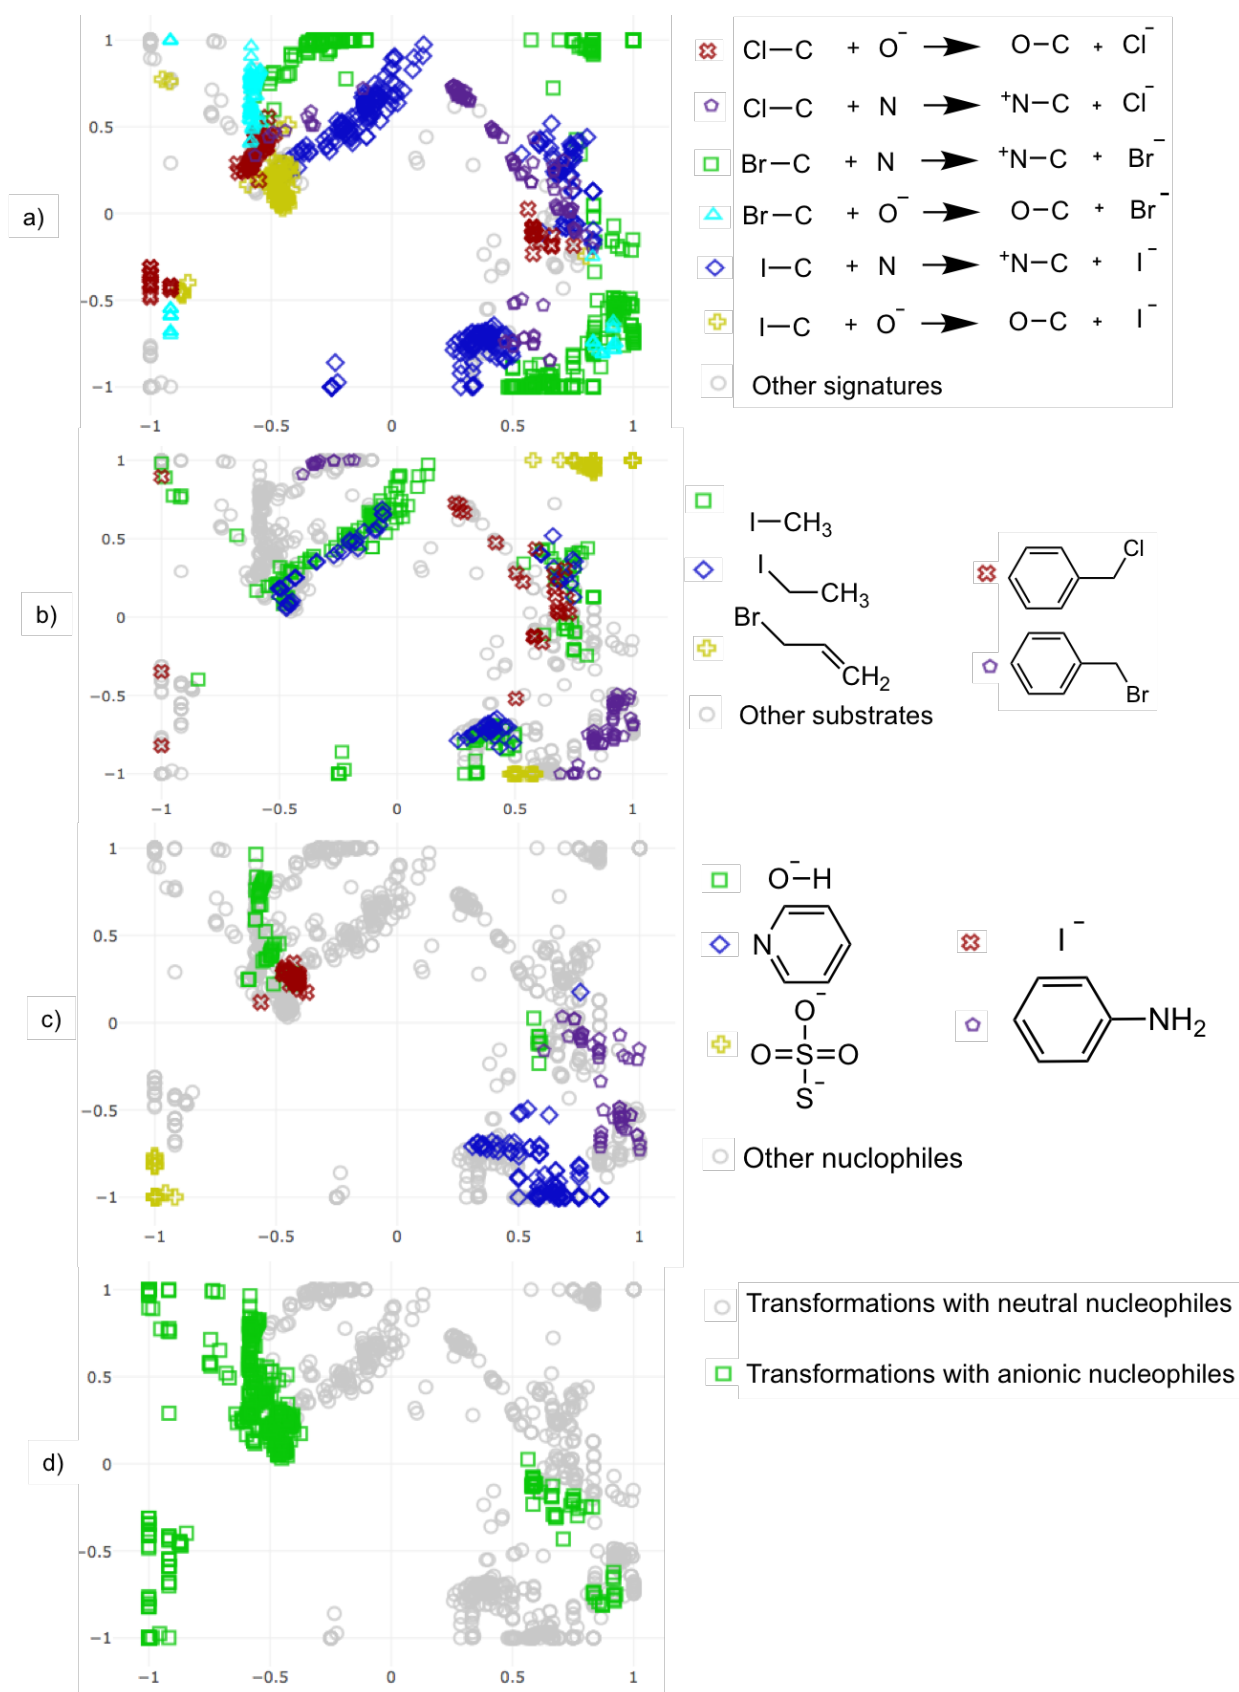 a)
1
0.5
0
−0.5
−1
−1
−0.5
0
0.5
1
Cl—C + O⁻ → O—C + Cl⁻
Cl—C + N → ⁺N—C + Cl⁻
Br—C + N → ⁺N—C + Br⁻
Br—C + O⁻ → O—C + Br⁻
I—C + N → ⁺N—C + I⁻
I—C + O⁻ → O—C + I⁻
Other signatures
b)
1
0.5
0
−0.5
−1
−1
−0.5
0
0.5
1
I—CH₃
I
CH₃
Br
CH₂
Other substrates
Cl
Br
c)
1
0.5
0
−0.5
−1
−1
−0.5
0
0.5
1
O⁻—H
N
O⁻
O=S=O
S⁻
Other nuclophiles
I⁻
NH₂
d)
1
0.5
0
−0.5
−1
−1
−0.5
0
0.5
1
Transformations with neutral nucleophiles
Transformations with anionic nucleophiles